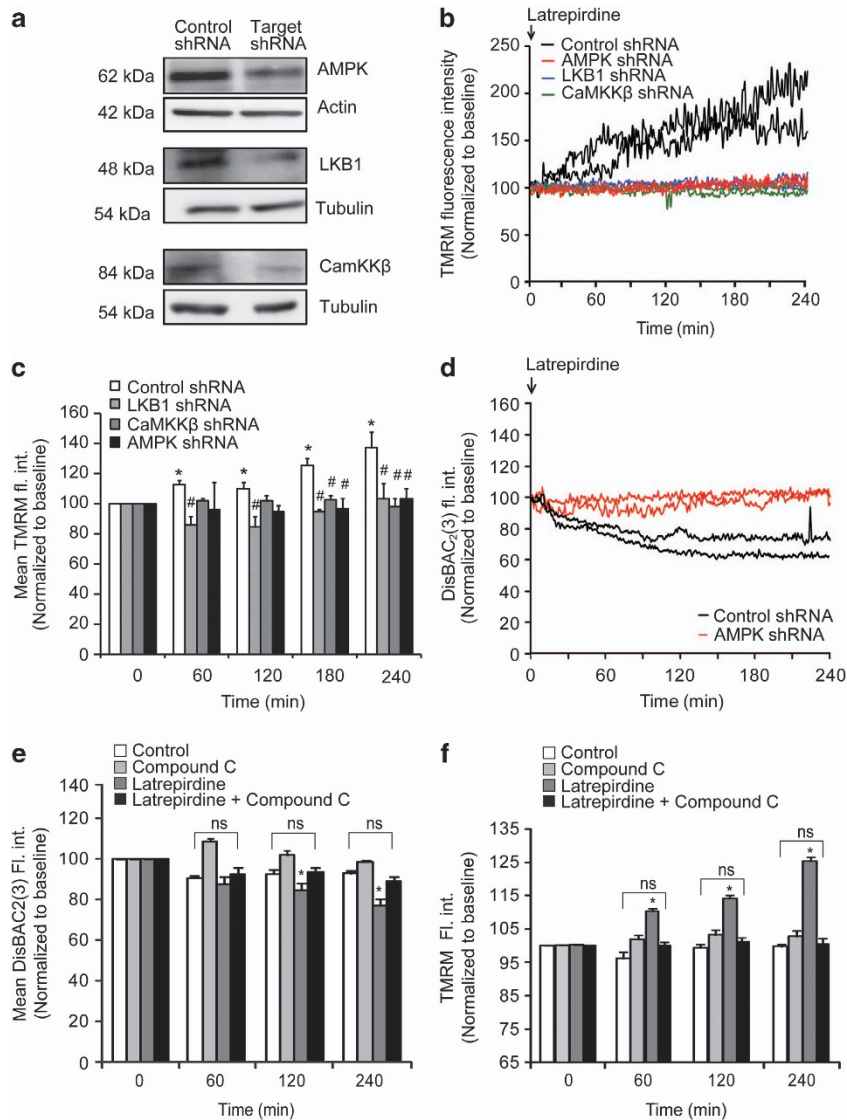 a
Control shRNA
Target shRNA
62 kDa
AMPK
42 kDa
Actin
48 kDa
LKB1
54 kDa
Tubulin
84 kDa
CamKKβ
54 kDa
Tubulin
b
Latrepirdine
Control shRNA
AMPK shRNA
LKB1 shRNA
CaMKKβ shRNA
TMRM fluorescence intensity
(Normalized to baseline)
250
200
150
100
50
0
0 60 120 180 240
Time (min)
c
Control shRNA
LKB1 shRNA
CaMKKβ shRNA
AMPK shRNA
Mean TMRM fl. int.
(Normalized to baseline)
160
140
120
100
80
60
40
20
0
* * * *
# # # # # # # #
0 60 120 180 240
Time (min)
d
Latrepirdine
DisBAC₂(3) fl. int.
(Normalized to baseline)
160
140
120
100
80
60
40
20
0
Control shRNA
AMPK shRNA
0 60 120 180 240
Time (min)
e
Control
Compound C
Latrepirdine
Latrepirdine + Compound C
Mean DisBAC2(3) Fl. int.
(Normalized to baseline)
140
120
100
80
60
40
20
0
ns ns ns
* *
0 60 120 240
Time (min)
f
Control
Compound C
Latrepirdine
Latrepirdine + Compound C
TMRM Fl. int.
(Normalized to baseline)
135
125
115
105
95
85
75
65
ns ns ns
* * *
0 60 120 240
Time (min)